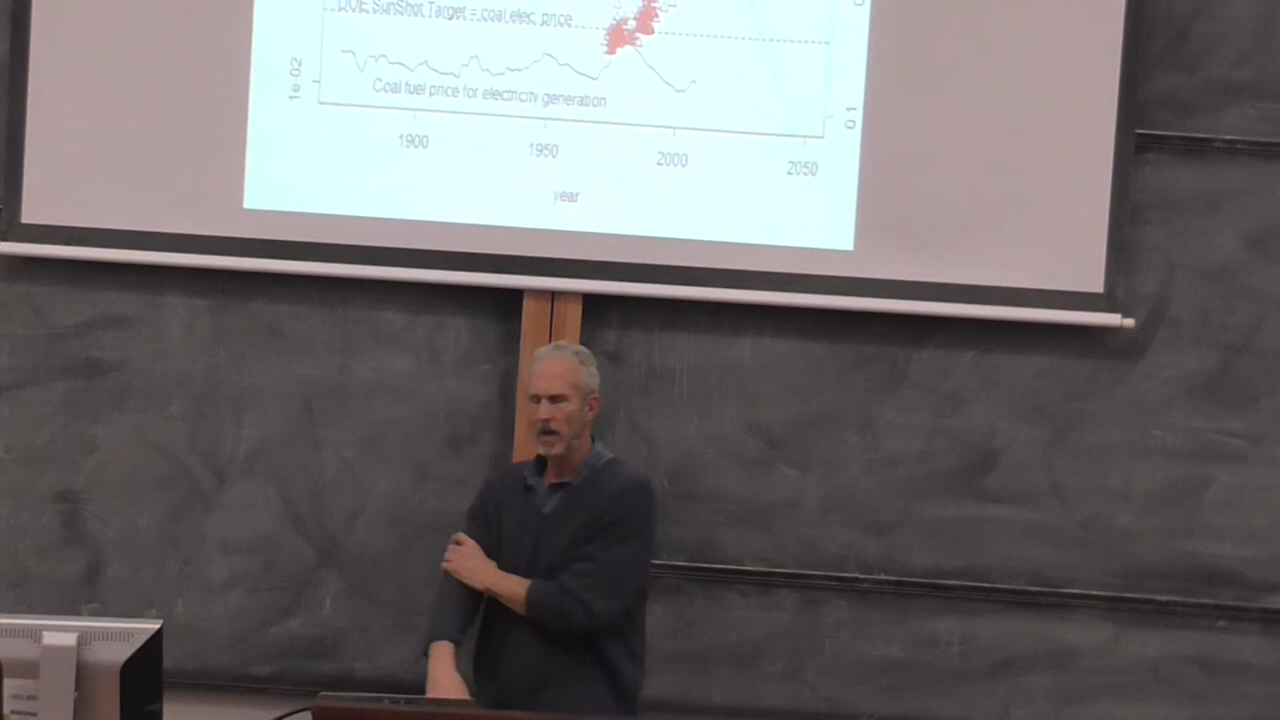 DOE SunShot Target = coal elec. price
1e-02
Coal fuel price for electricity generation
0.1
1900
1950
2000
2050
year